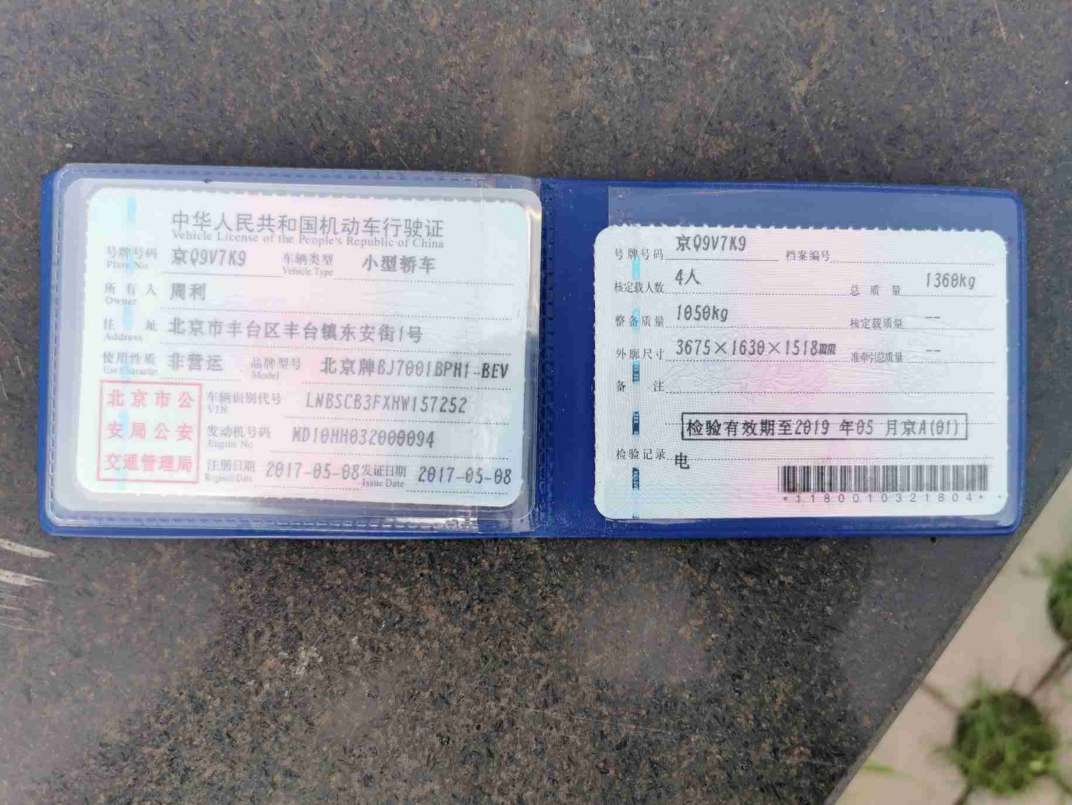 中华人民共和国机动车行驶证
Vehicle License of the People's Republic of China
号牌号码 京Q9V7K9 车辆类型 小型轿车
Plate No. Vehicle Type
所有人 周利
Owner
住址 北京市丰台区丰台镇东安街1号
Address
使用性质 非营运 品牌型号 北京牌BJ7001BPH1-BEV
Use Character Model
北京市公
安局公安
交通管理局
车辆识别代号 LNBSCB3FXHW157252
VIN
发动机号码 MD10HH032000094
Engine No.
注册日期 2017-05-08 发证日期 2017-05-08
Register Date Issue Date
号牌号码 京Q9V7K9 档案编号
核定载人数 4人 总质量 1360kg
整备质量 1050kg 核定载质量 --
外廓尺寸 3675×1630×1518mm 准牵引总质量 --
备注
检验有效期至2019年05月京A(01)
检验记录 电
*1180010321804*